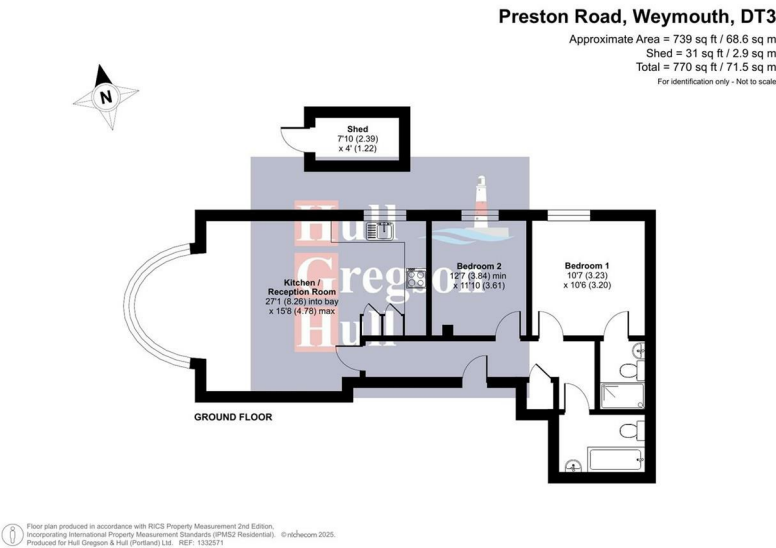 Preston Road, Weymouth, DT3
Approximate Area = 739 sq ft / 68.6 sq m
Shed = 31 sq ft / 2.9 sq m
Total = 770 sq ft / 71.5 sq m
For identification only - Not to scale
N
Shed
7'10 (2.39)
x 4' (1.22)
Hull
Gregson
Hull
Kitchen /
Reception Room
27'1 (8.26) into bay
x 15'8 (4.78) max
Bedroom 2
12'7 (3.84) min
x 11'10 (3.61)
Bedroom 1
10'7 (3.23)
x 10'6 (3.20)
GROUND FLOOR
Floor plan produced in accordance with RICS Property Measurement 2nd Edition,
Incorporating International Property Measurement Standards (IPMS2 Residential). © nichecom 2025.
Produced for Hull Gregson & Hull (Portland) Ltd. REF: 1332571